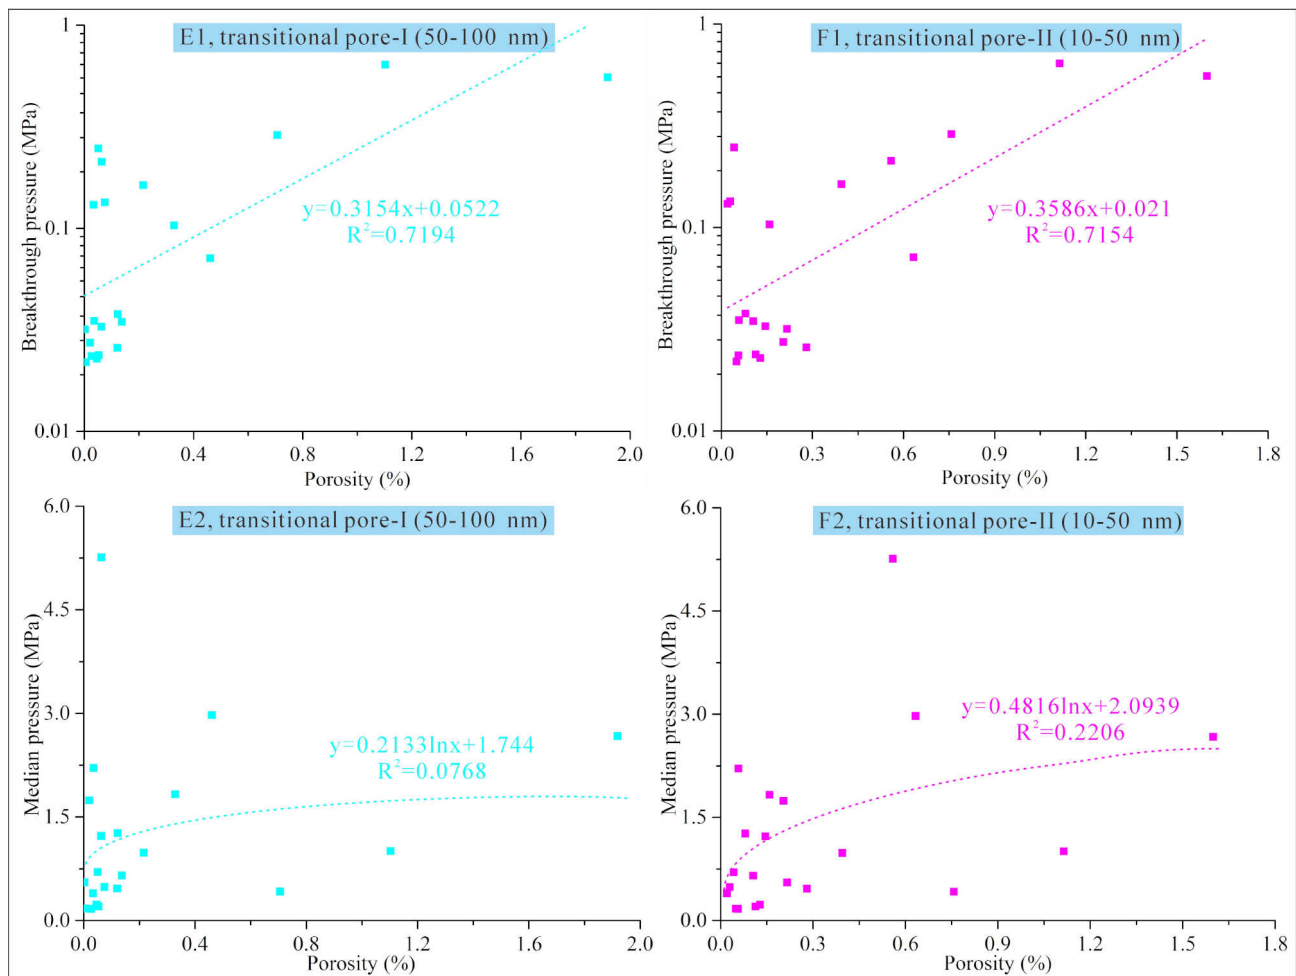 E1, transitional pore-I (50-100 nm)
Breakthrough pressure (MPa)
1
0.1
0.01
y=0.3154x+0.0522
R²=0.7194
0.0
0.4
0.8
1.2
1.6
2.0
Porosity (%)
F1, transitional pore-II (10-50 nm)
Breakthrough pressure (MPa)
1
0.1
0.01
y=0.3586x+0.021
R²=0.7154
0.0
0.3
0.6
0.9
1.2
1.5
1.8
Porosity (%)
E2, transitional pore-I (50-100 nm)
Median pressure (MPa)
6.0
4.5
3.0
1.5
0.0
y=0.2133lnx+1.744
R²=0.0768
0.0
0.4
0.8
1.2
1.6
2.0
Porosity (%)
F2, transitional pore-II (10-50 nm)
Median pressure (MPa)
6.0
4.5
3.0
1.5
0.0
y=0.4816lnx+2.0939
R²=0.2206
0.0
0.3
0.6
0.9
1.2
1.5
1.8
Porosity (%)